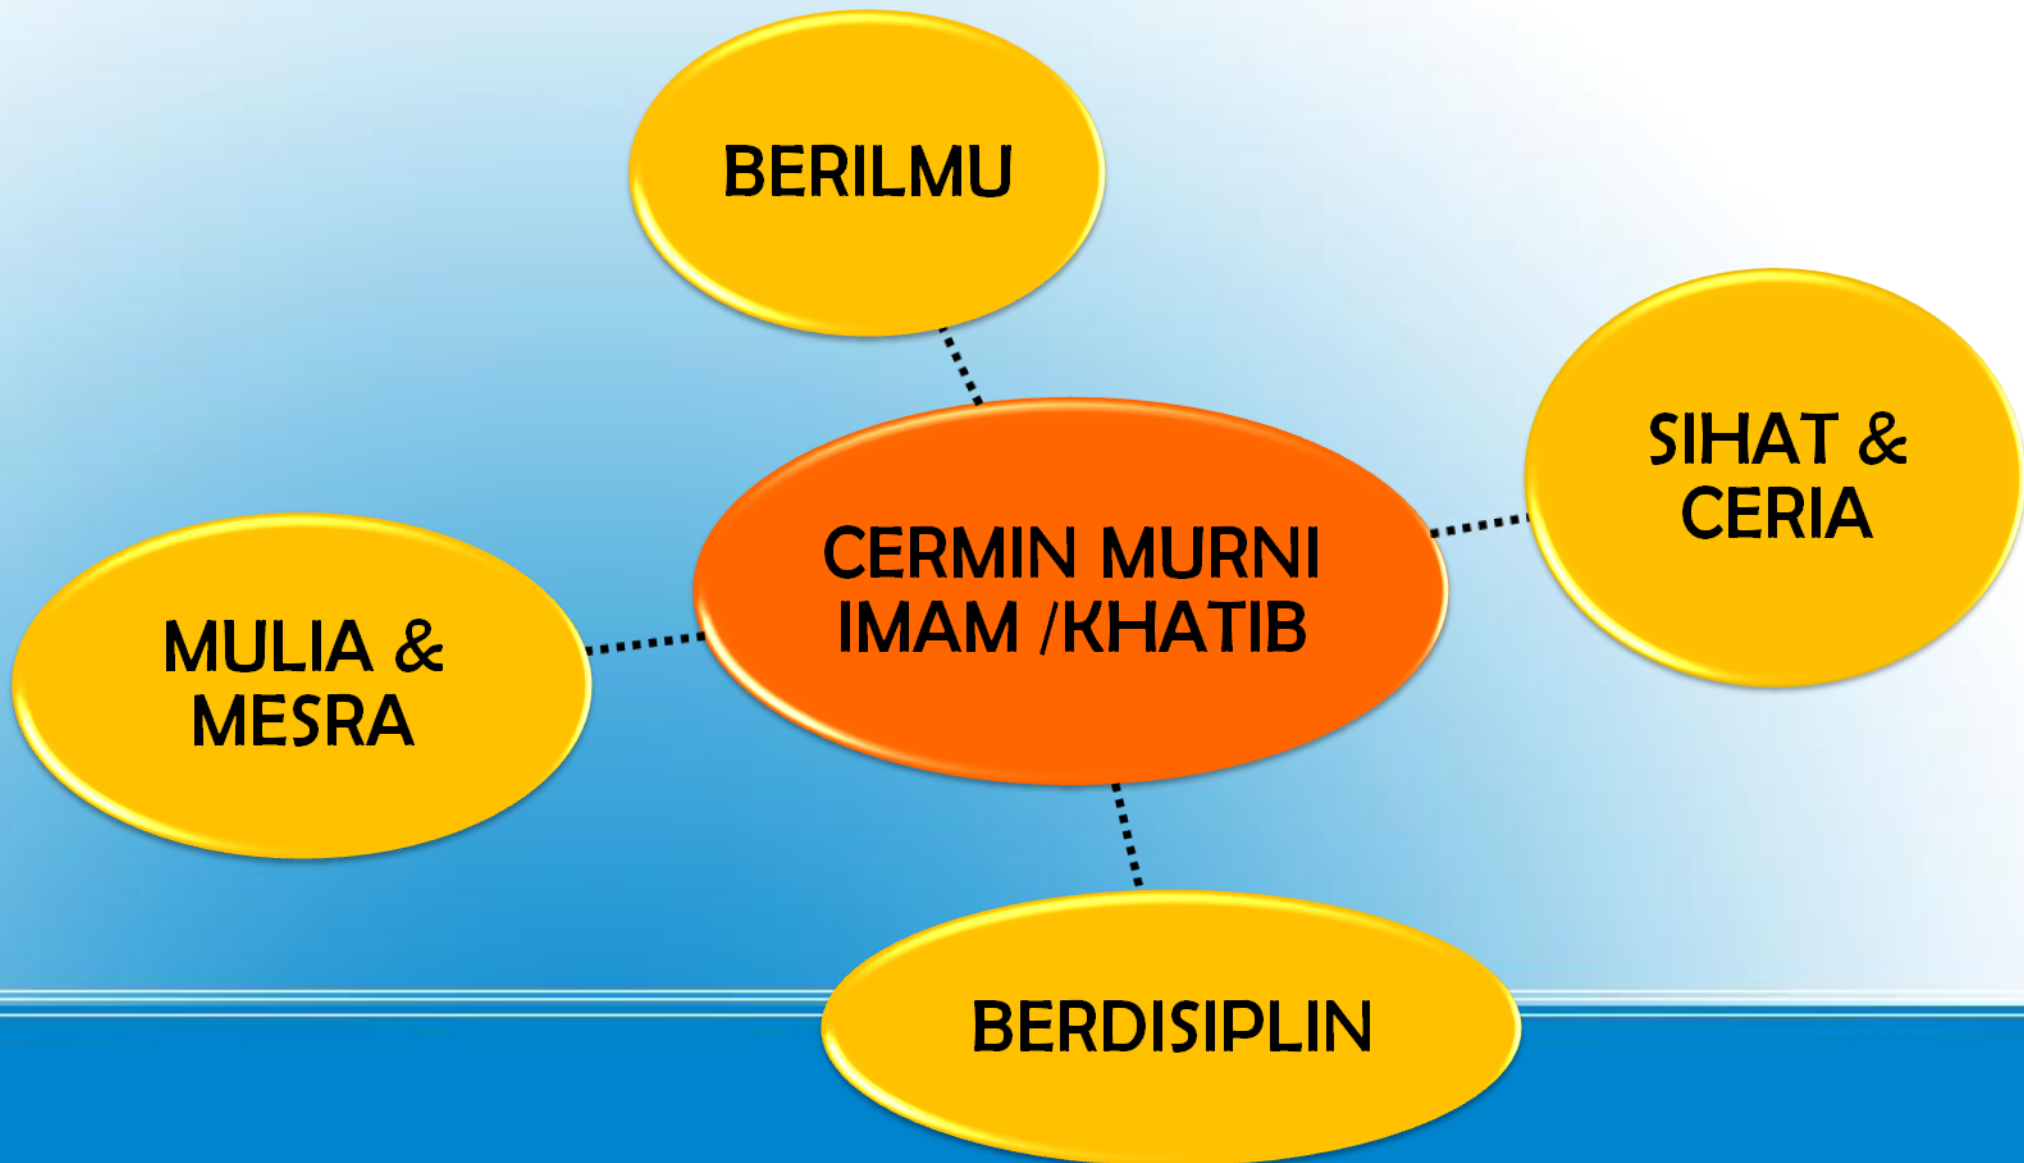 BERILMU
SIHAT &
CERIA
CERMIN MURNI
IMAM /KHATIB
MULIA &
MESRA
BERDISIPLIN